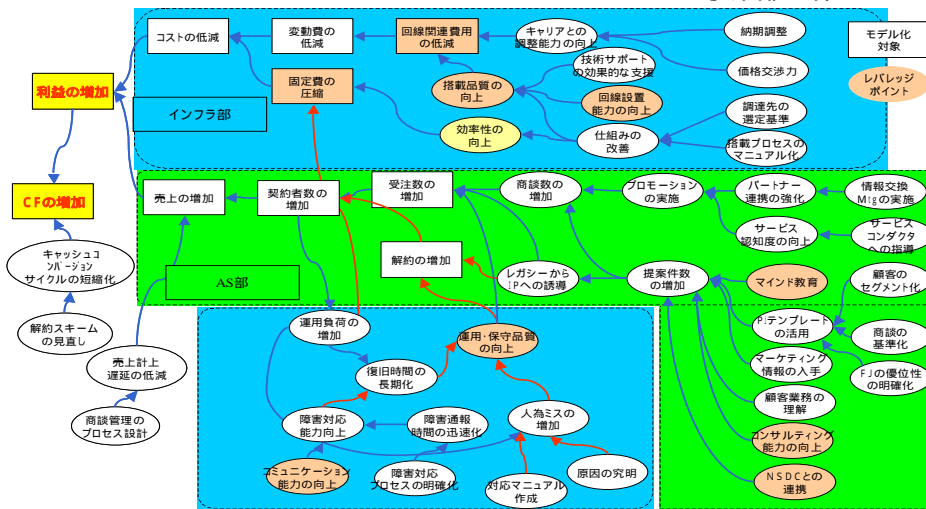 コストの低減
変動費の
低減
回線関連費用
の低減
キャリアとの
調整能力の向上
納期調整
モデル化
対象
価格交渉力
レバレッジ
ポイント
技術サポート
の効果的な支援
利益の増加
固定費の
圧縮
搭載品質の
向上
回線設置
能力の向上
調達先の
選定基準
インフラ部
効率性の
向上
仕組みの
改善
搭載プロセスの
マニュアル化
CFの増加
売上の増加
契約者数の
増加
受注数の
増加
商談数の
増加
プロモーション
の実施
パートナー
連携の強化
情報交換
Mtgの実施
サービス
認知度の向上
サービス
コンダクタ
への指導
キャッシュコ
ンバージョン
サイクルの短縮化
解約の増加
AS部
レガシーから
IPへの誘導
提案件数
の増加
マインド教育
顧客の
セグメント化
解約スキーム
の見直し
運用負荷の
増加
運用・保守品質
の向上
PTテンプレート
の活用
商談の
基準化
売上計上
遅延の低減
復旧時間の
長期化
マーケティング
情報の入手
FJの優位性
の明確化
商談管理の
プロセス設計
障害対応
能力向上
障害通報
時間の迅速化
人為ミスの
増加
顧客業務の
理解
コンサルティング
能力の向上
コミュニケーション
能力の向上
障害対応
プロセスの明確化
対応マニュアル
作成
原因の究明
NSDCとの
連携